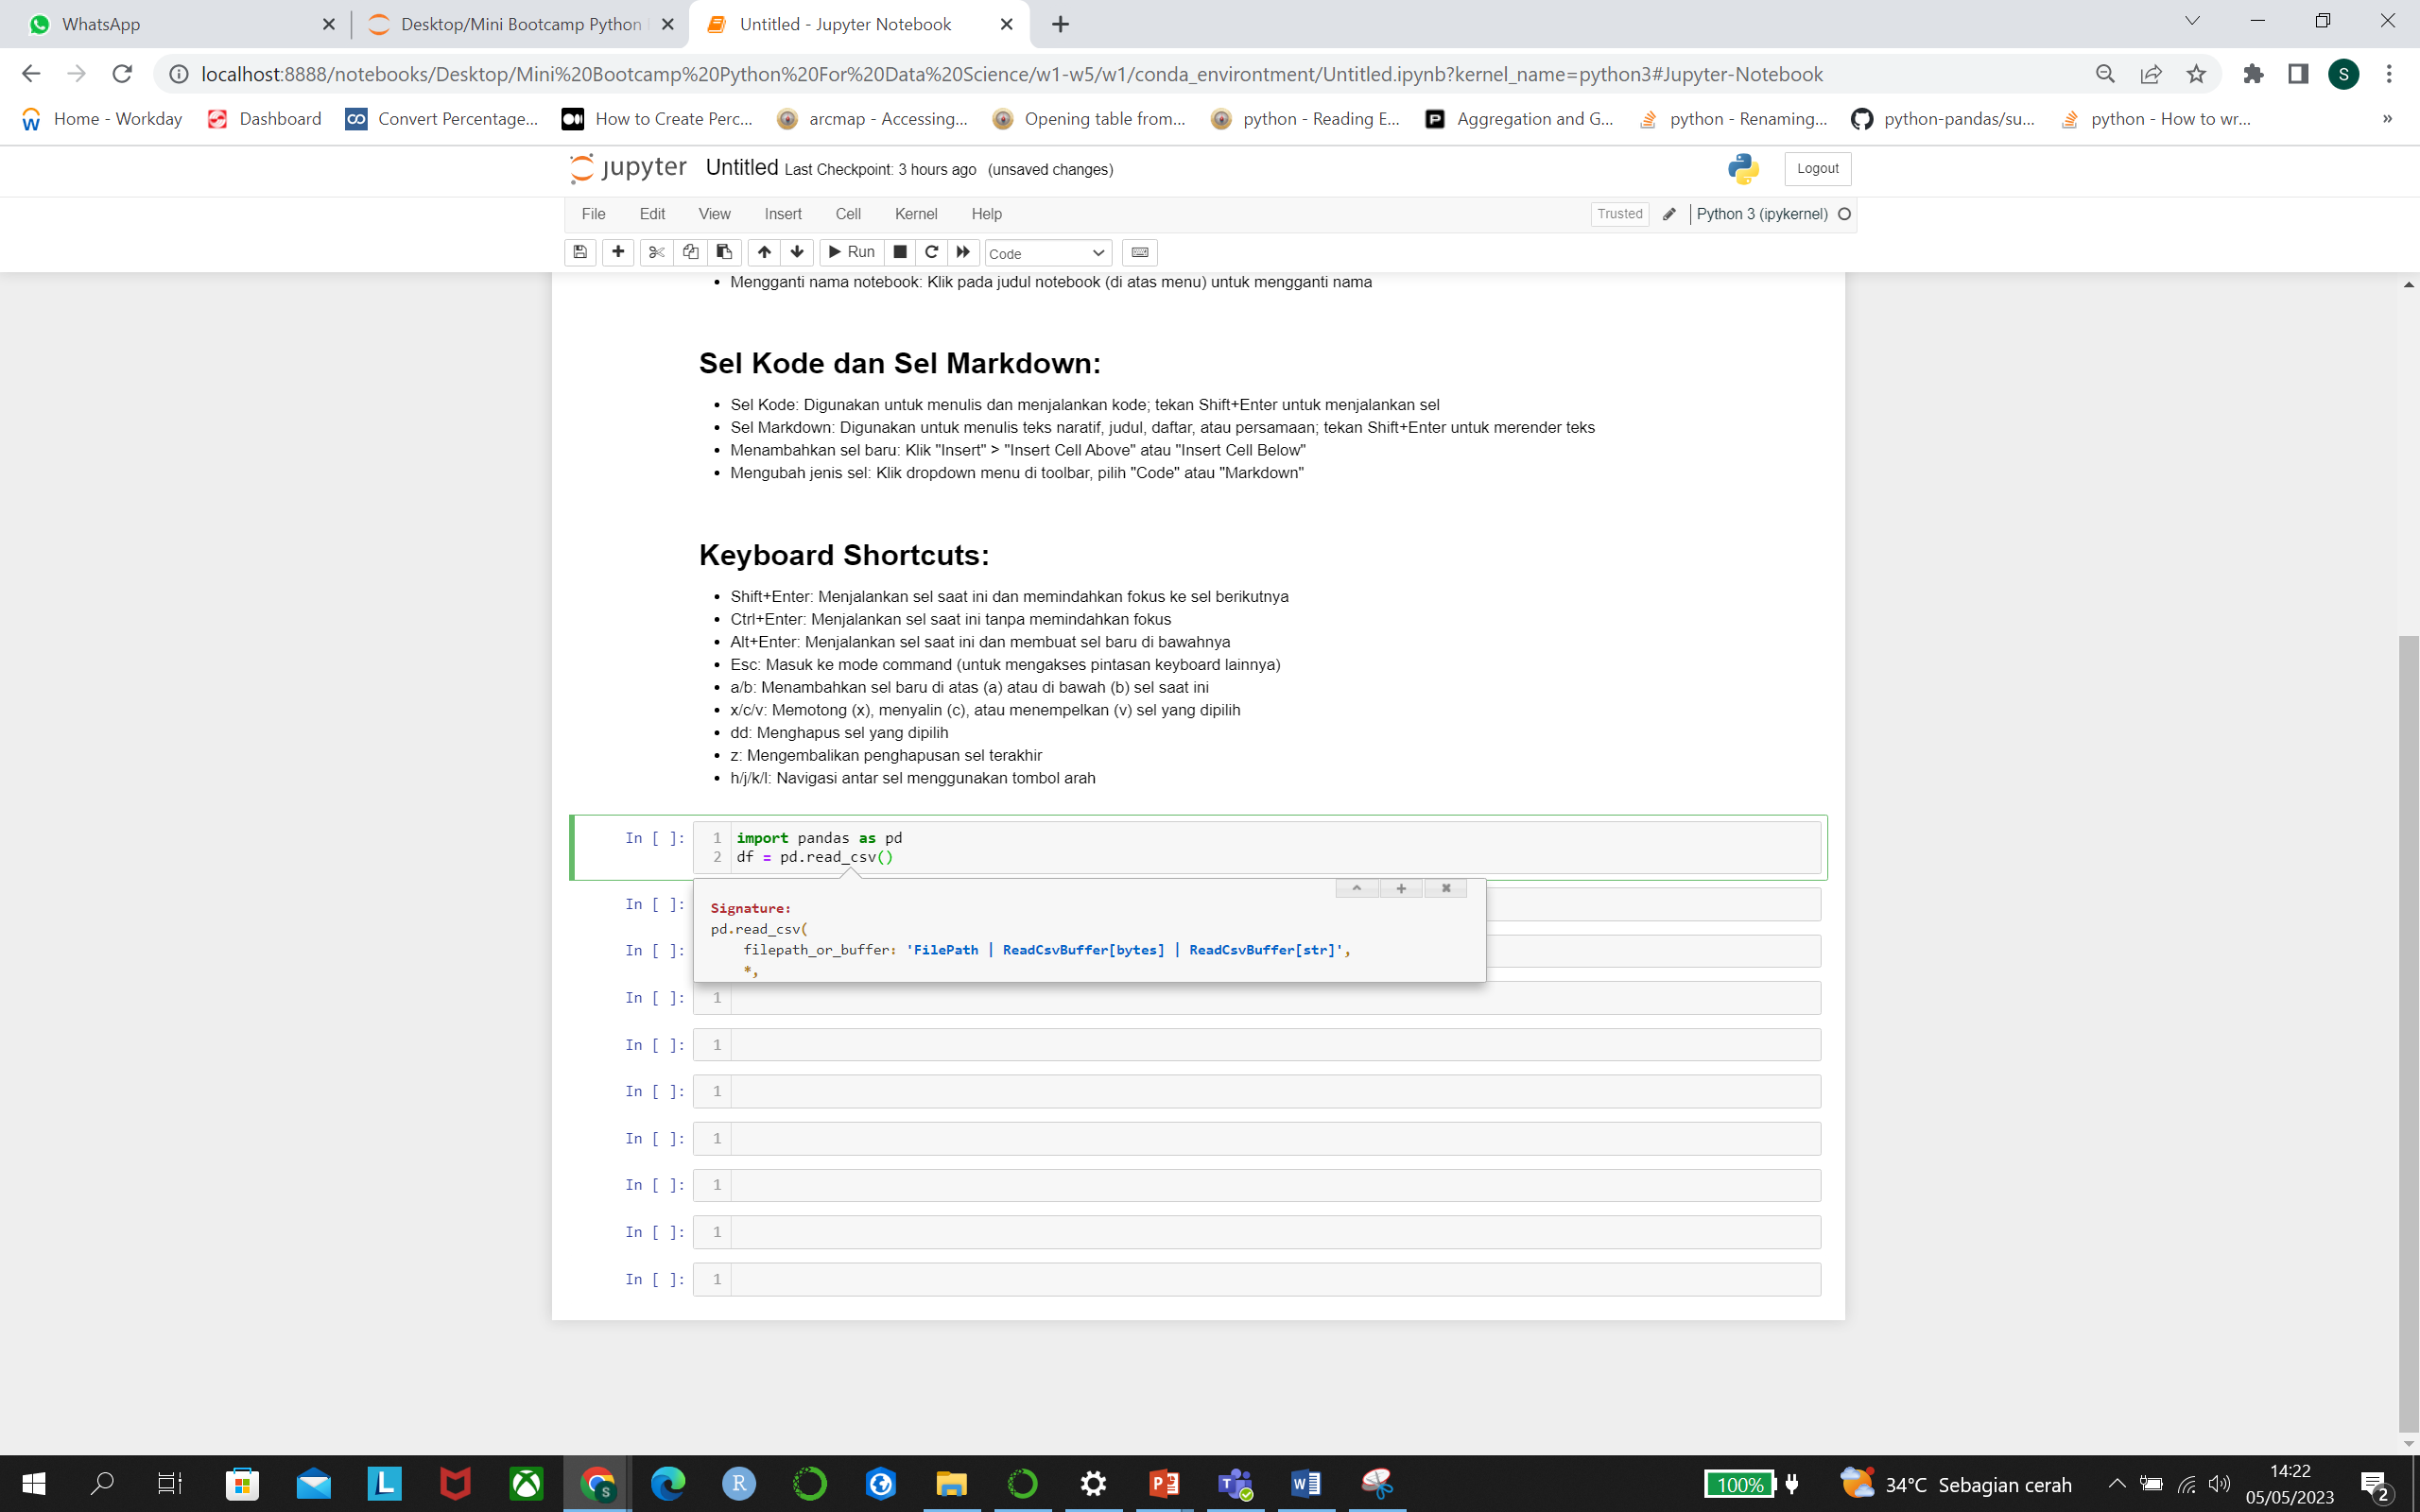 WhatsApp
Desktop/Mini Bootcamp Python
Untitled - Jupyter Notebook
localhost:8888/notebooks/Desktop/Mini%20Bootcamp%20Python%20For%20Data%20Science/w1-w5/w1/conda_environtment/Untitled.ipynb?kernel_name=python3#Jupyter-Notebook
S
Home - Workday
Dashboard
Convert Percentage...
How to Create Perc...
arcmap - Accessing...
Opening table from...
python - Reading E...
Aggregation and G...
python - Renaming...
python-pandas/su...
python - How to wr...
»
jupyter Untitled Last Checkpoint: 3 hours ago (unsaved changes)
Logout
File Edit View Insert Cell Kernel Help
Trusted
Python 3 (ipykernel)
Run
Code
• Mengganti nama notebook: Klik pada judul notebook (di atas menu) untuk mengganti nama
Sel Kode dan Sel Markdown:
• Sel Kode: Digunakan untuk menulis dan menjalankan kode; tekan Shift+Enter untuk menjalankan sel
• Sel Markdown: Digunakan untuk menulis teks naratif, judul, daftar, atau persamaan; tekan Shift+Enter untuk merender teks
• Menambahkan sel baru: Klik "Insert" > "Insert Cell Above" atau "Insert Cell Below"
• Mengubah jenis sel: Klik dropdown menu di toolbar, pilih "Code" atau "Markdown"
Keyboard Shortcuts:
• Shift+Enter: Menjalankan sel saat ini dan memindahkan fokus ke sel berikutnya
• Ctrl+Enter: Menjalankan sel saat ini tanpa memindahkan fokus
• Alt+Enter: Menjalankan sel saat ini dan membuat sel baru di bawahnya
• Esc: Masuk ke mode command (untuk mengakses pintasan keyboard lainnya)
• a/b: Menambahkan sel baru di atas (a) atau di bawah (b) sel saat ini
• x/c/v: Memotong (x), menyalin (c), atau menempelkan (v) sel yang dipilih
• dd: Menghapus sel yang dipilih
• z: Mengembalikan penghapusan sel terakhir
• h/j/k/l: Navigasi antar sel menggunakan tombol arah
In [ ]: 1 import pandas as pd
2 df = pd.read_csv()
In [ ]:
Signature:
pd.read_csv(
In [ ]: filepath_or_buffer: 'FilePath | ReadCsvBuffer[bytes] | ReadCsvBuffer[str]',
*,
In [ ]: 1
In [ ]: 1
In [ ]: 1
In [ ]: 1
In [ ]: 1
In [ ]: 1
In [ ]: 1
100%
34°C Sebagian cerah
14:22
05/05/2023
2